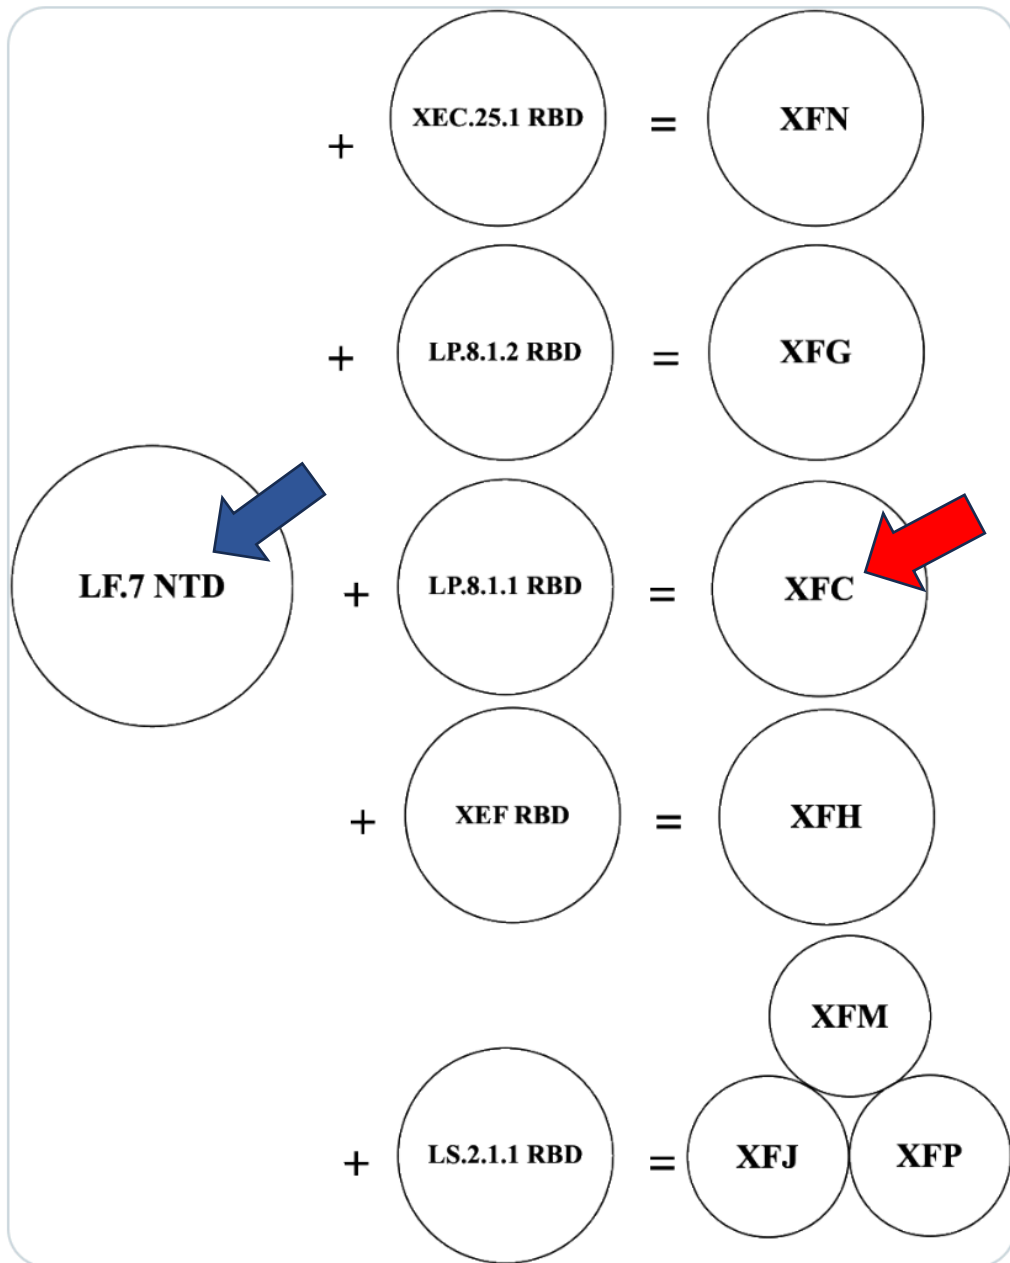 + XEC.25.1 RBD = XFN
+ LP.8.1.2 RBD = XFG
LF.7 NTD + LP.8.1.1 RBD = XFC
+ XEF RBD = XFH
XFM
+ LS.2.1.1 RBD = XFJ XFP